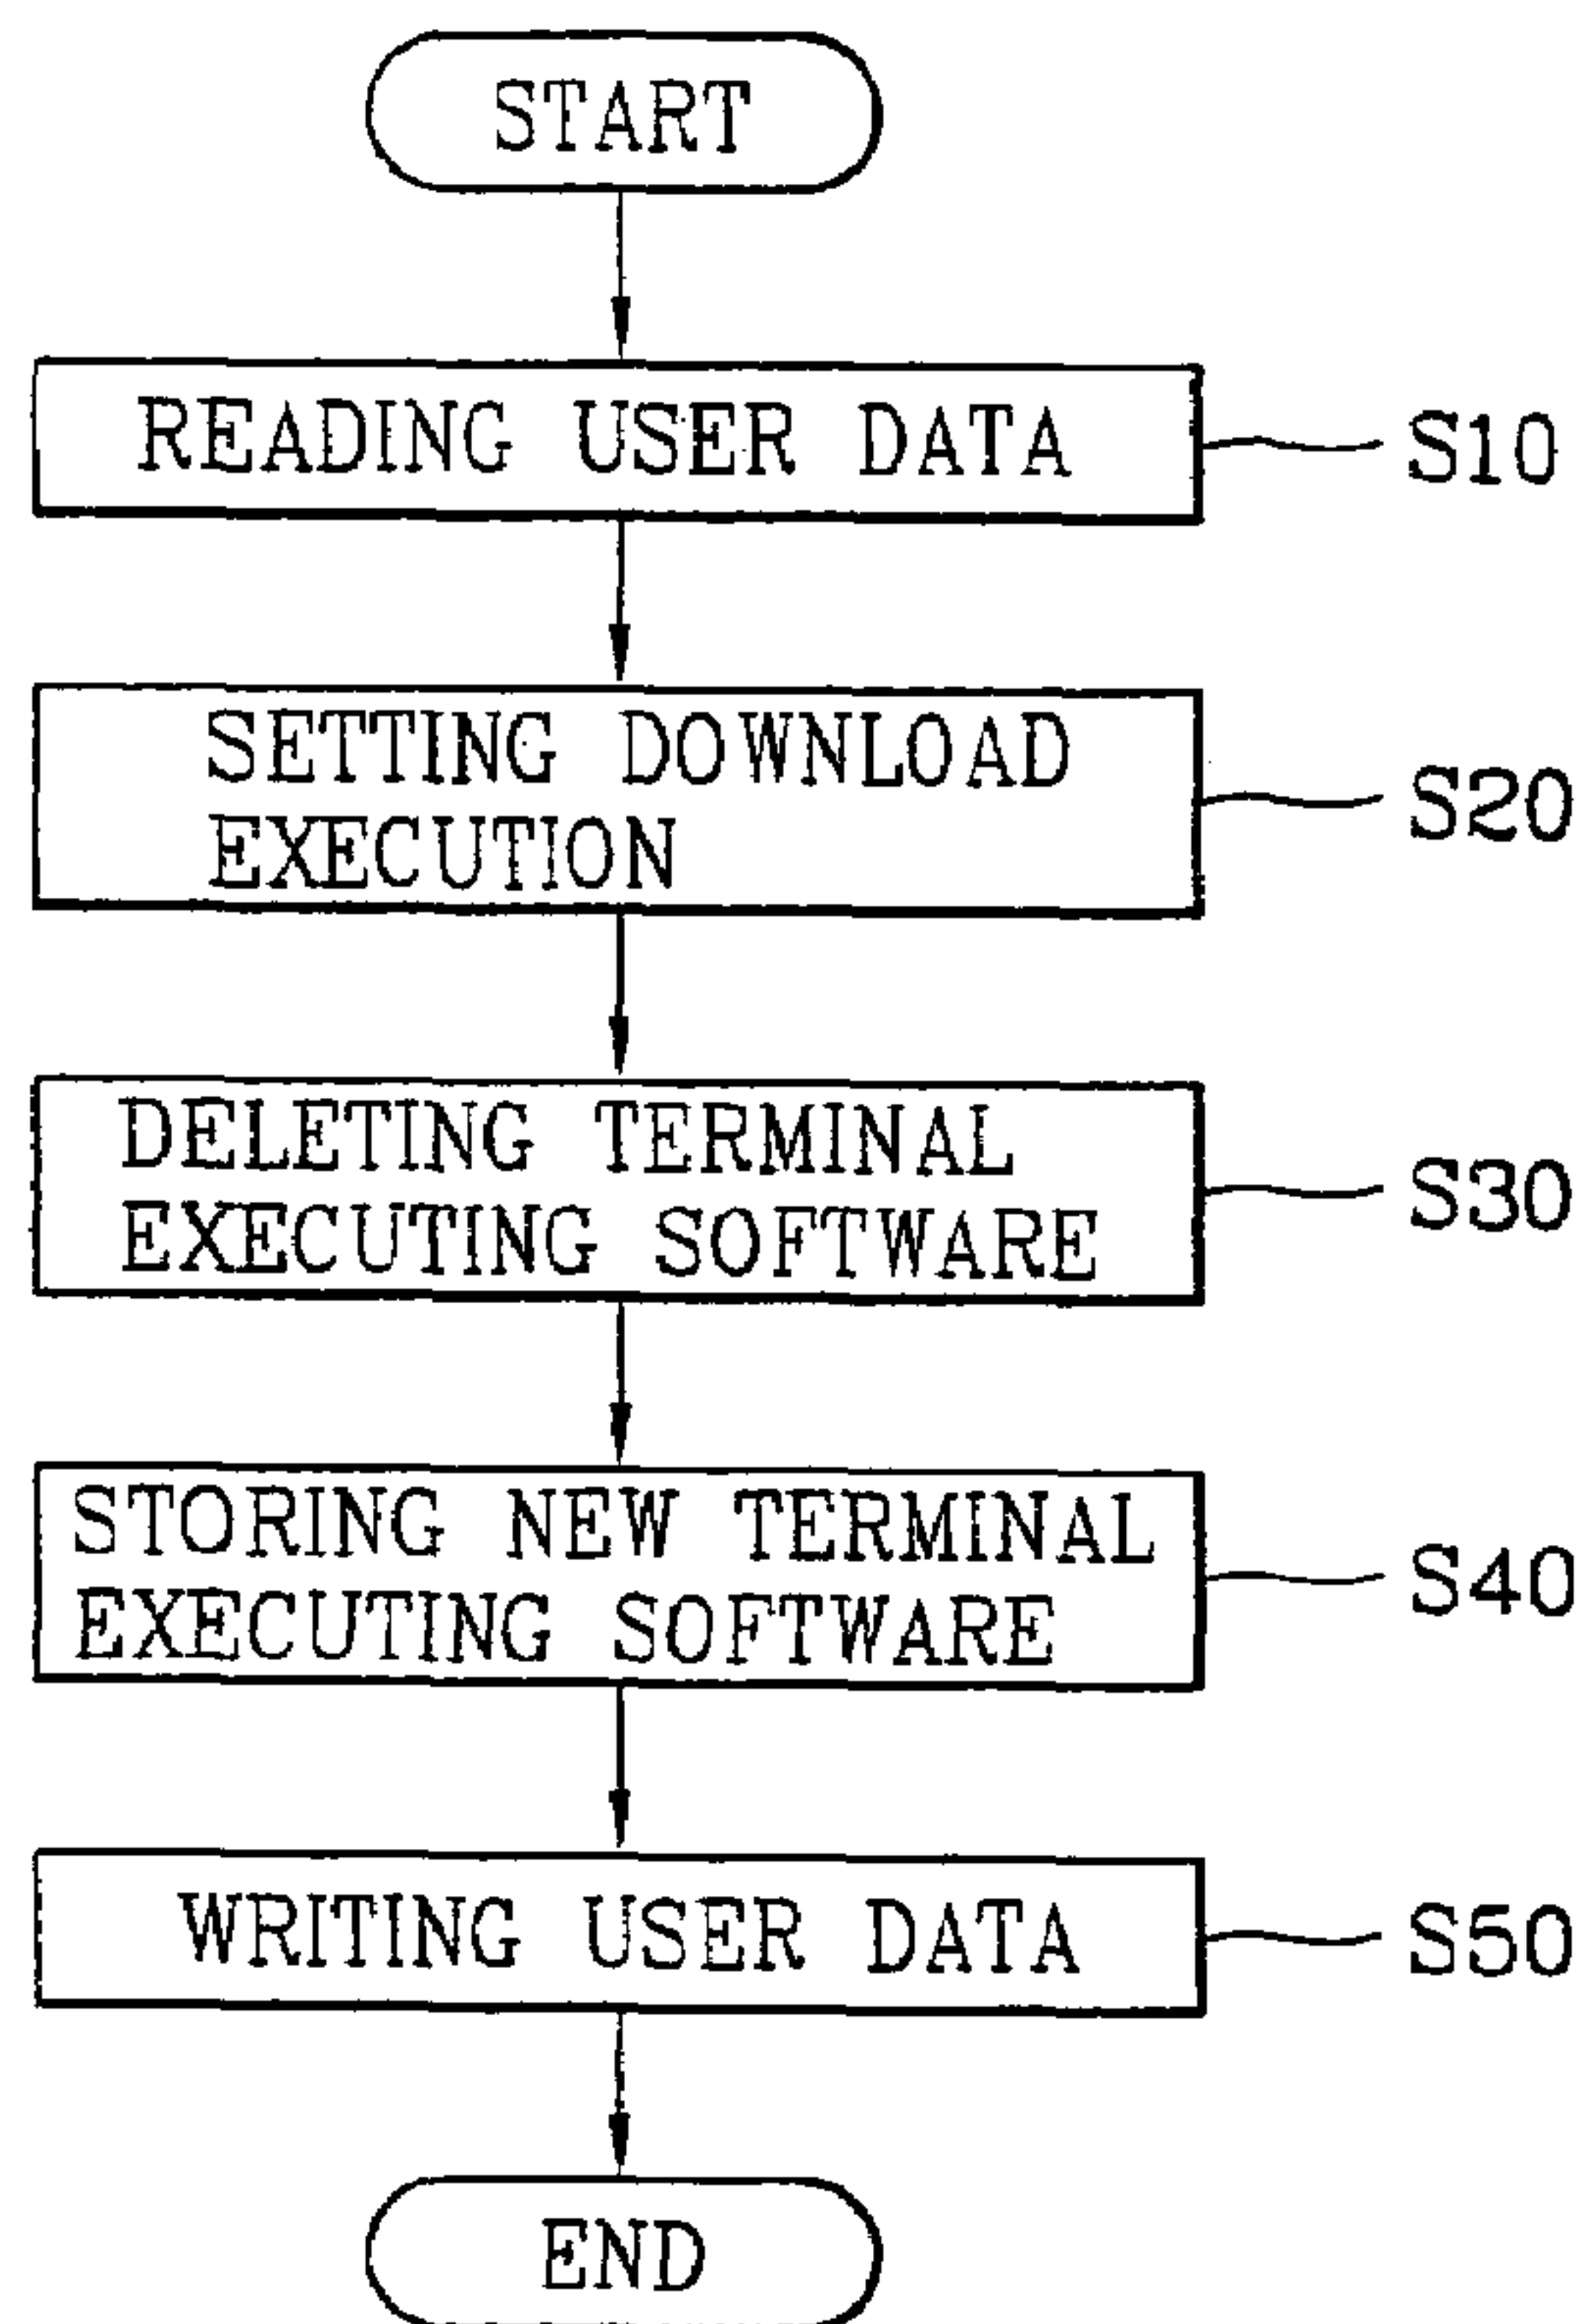 START
READING USER DATA
S10
SETTING DOWNLOAD
EXECUTION
S20
DELETING TERMINAL
EXECUTING SOFTWARE
S30
STORING NEW TERMINAL
EXECUTING SOFTWARE
S40
WRITING USER DATA
S50
END